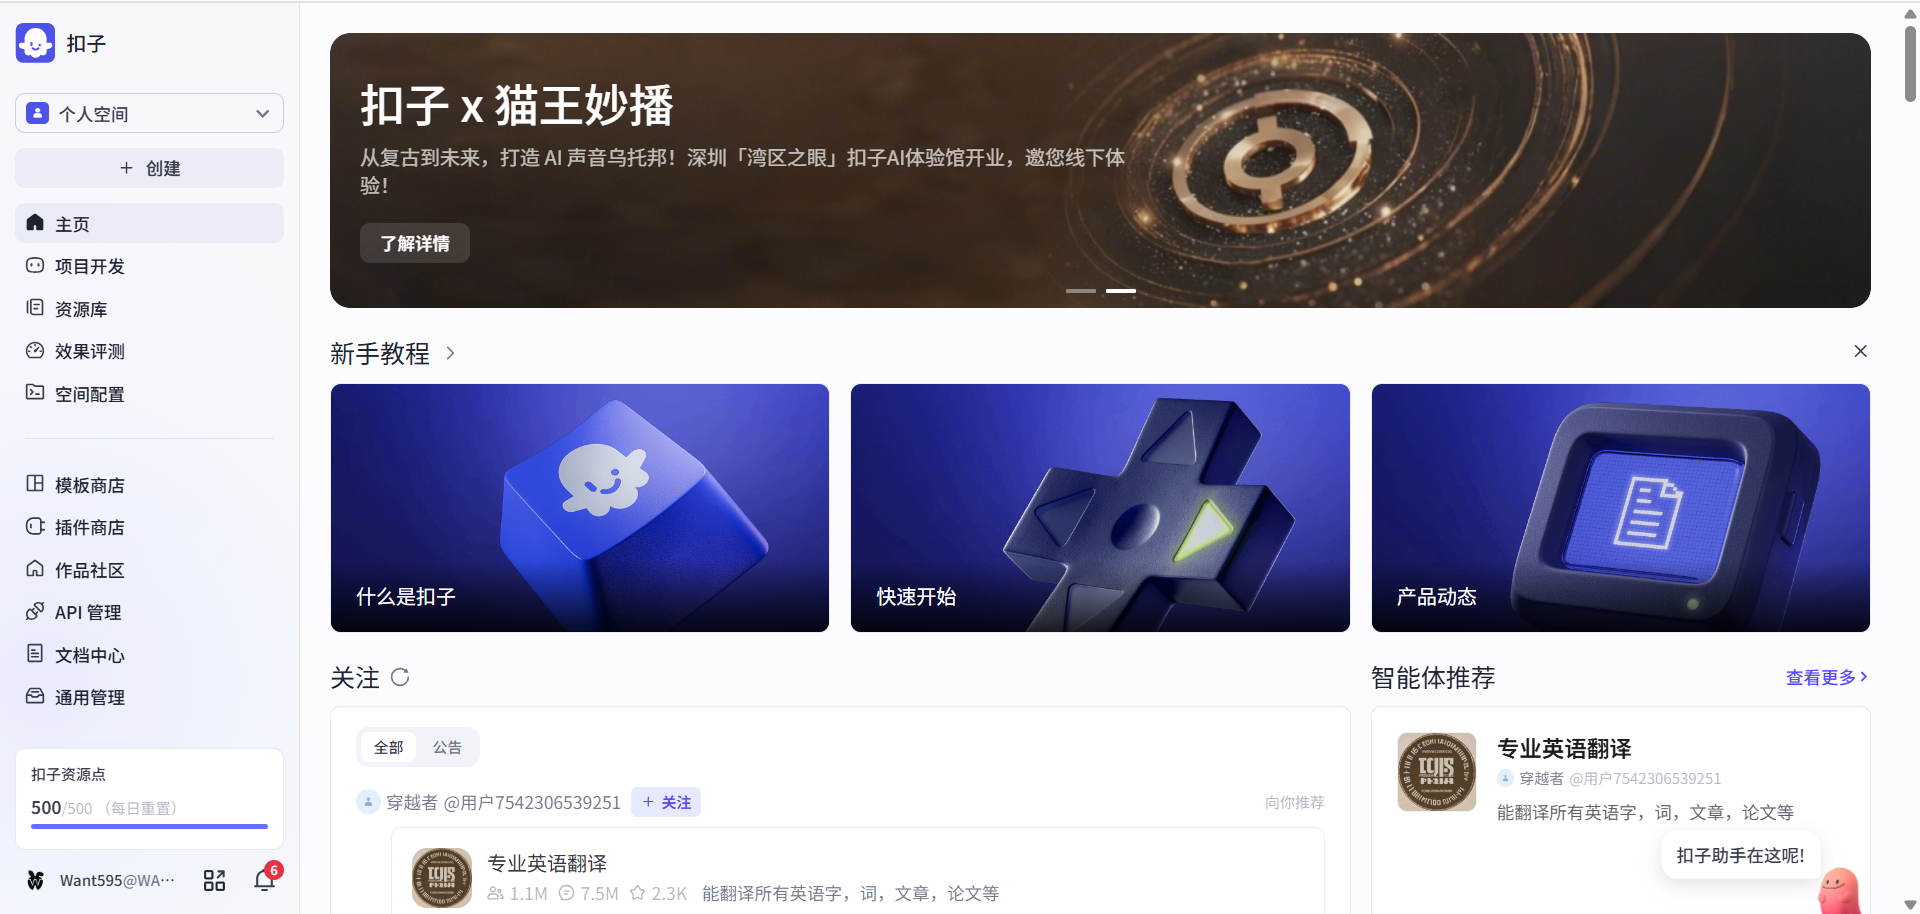 扣子
个人空间
创建
主页
项目开发
资源库
效果评测
空间配置
模板商店
插件商店
作品社区
API 管理
文档中心
通用管理
扣子资源点
500/500 （每日重置）
Want595@WA···
6
扣子 x 猫王妙播
从复古到未来，打造 AI 声音乌托邦！深圳「湾区之眼」扣子AI体验馆开业，邀您线下体
验！
了解详情
新手教程
什么是扣子
快速开始
产品动态
关注
全部 公告
穿越者 @用户7542306539251 + 关注 向你推荐
专业英语翻译
1.1M 7.5M 2.3K 能翻译所有英语字，词，文章，论文等
智能体推荐 查看更多
专业英语翻译
穿越者 @用户7542306539251
能翻译所有英语字，词，文章，论文等
扣子助手在这呢!